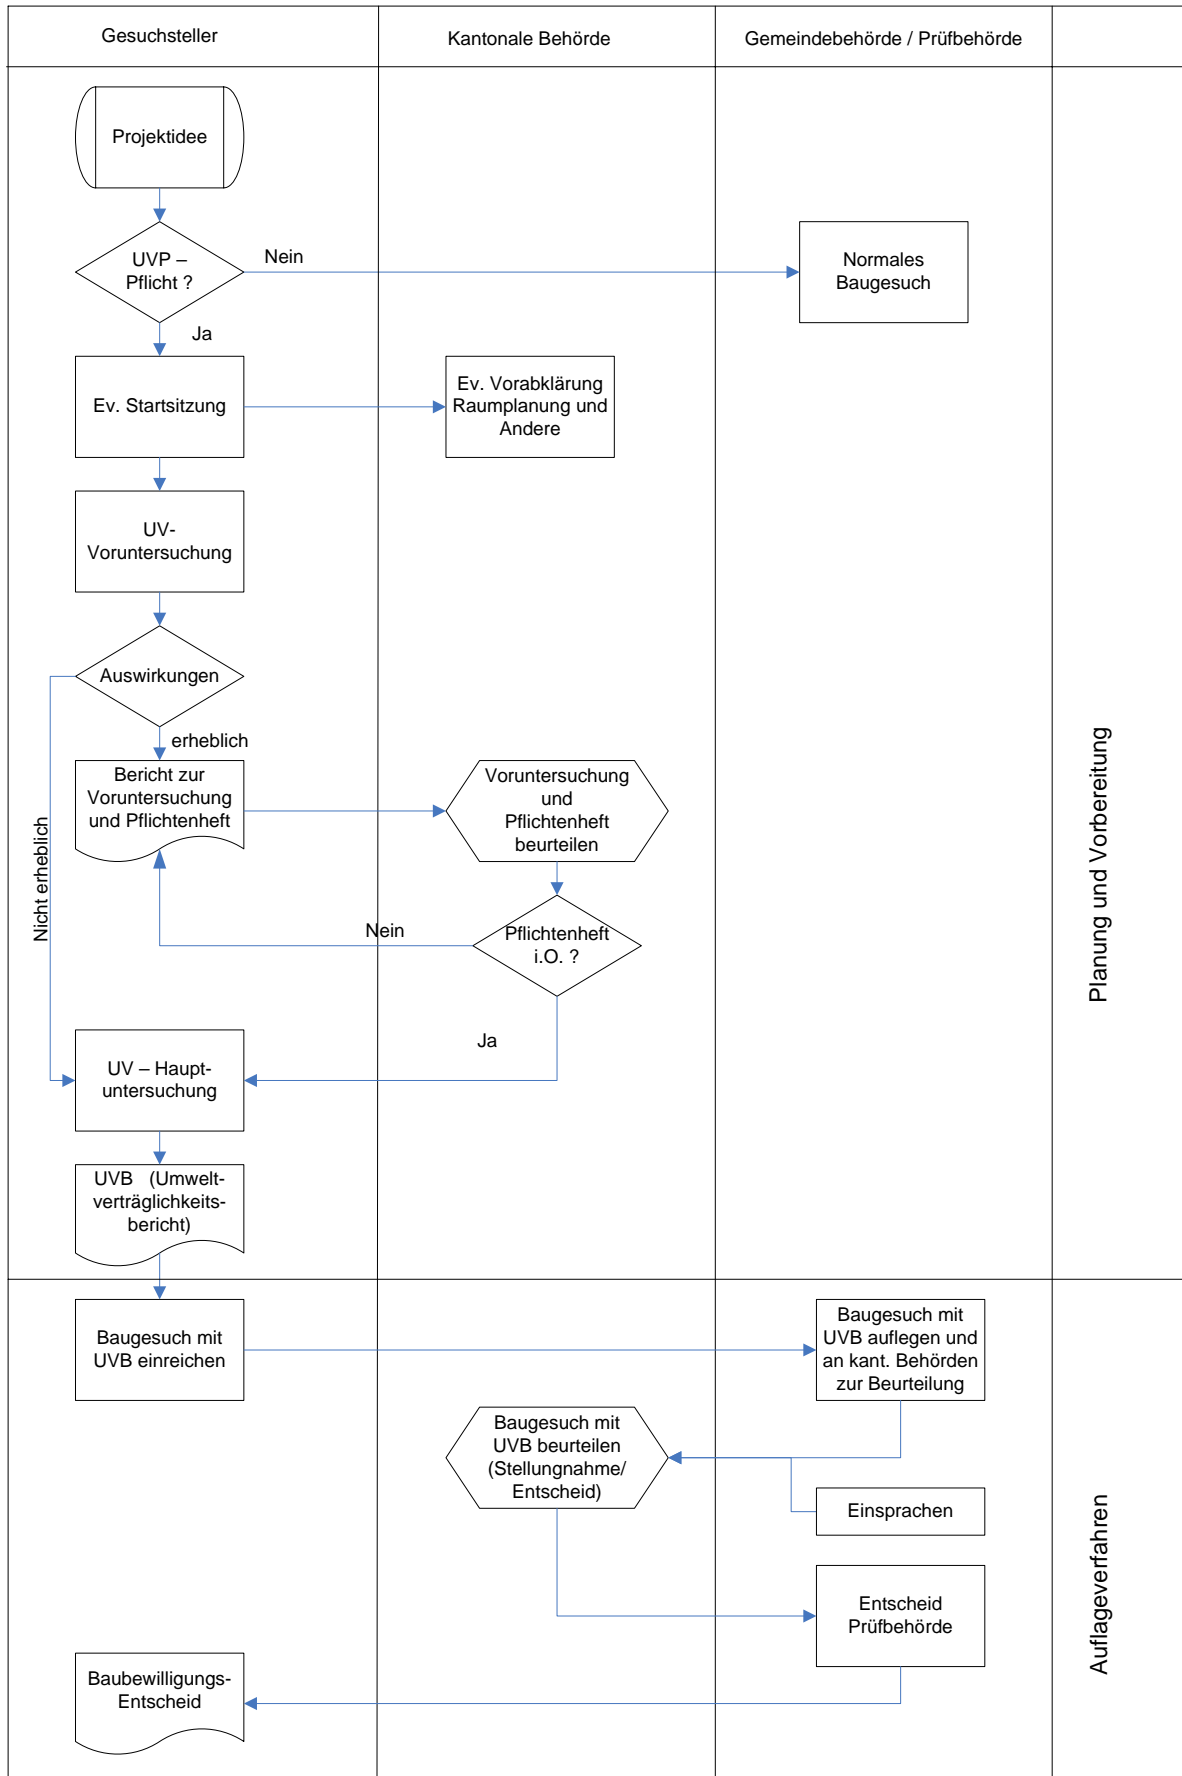 Gesuchsteller
Kantonale Behörde
Gemeindebehörde / Prüfbehörde
Projektidee
UVP –
Pflicht ?
Nein
Normales
Baugesuch
Ja
Ev. Startsitzung
Ev. Vorabklärung
Raumplanung und
Andere
UV-
Voruntersuchung
Auswirkungen
erheblich
Nicht erheblich
Bericht zur
Voruntersuchung
und Pflichtenheft
Voruntersuchung
und
Pflichtenheft
beurteilen
Nein
Pflichtenheft
i.O. ?
Ja
UV – Haupt-
untersuchung
UVB (Umwelt-
verträglichkeits-
bericht)
Planung und Vorbereitung
Baugesuch mit
UVB einreichen
Baugesuch mit
UVB auflegen und
an kant. Behörden
zur Beurteilung
Baugesuch mit
UVB beurteilen
(Stellungnahme/
Entscheid)
Einsprachen
Entscheid
Prüfbehörde
Baubewilligungs-
Entscheid
Auflageverfahren